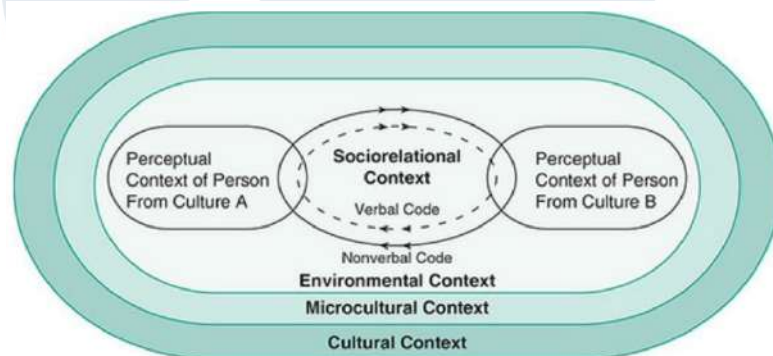 Perceptual
Context of Person
From Culture A
Sociorelational
Context
Verbal Code
Nonverbal Code
Perceptual
Context of Person
From Culture B
Environmental Context
Microcultural Context
Cultural Context